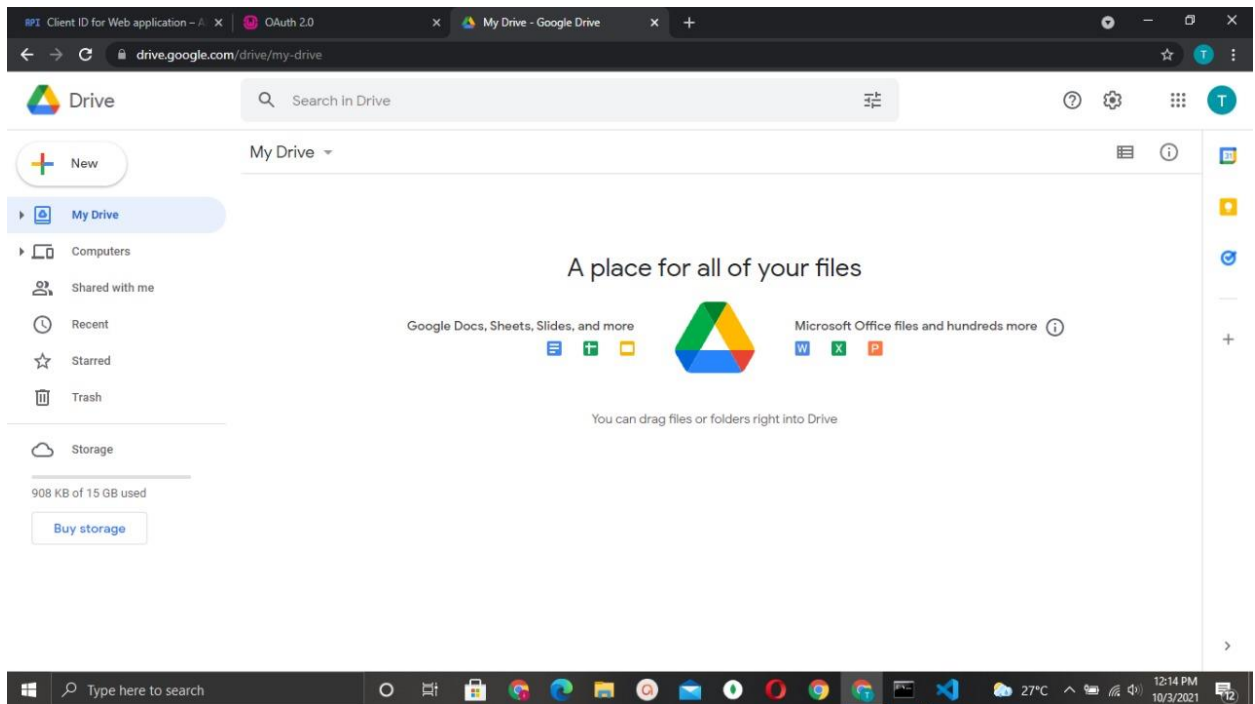 RPI Client ID for Web application – A
OAuth 2.0
My Drive - Google Drive
drive.google.com/drive/my-drive
T
Drive
Search in Drive
T
New
My Drive
31
My Drive
Computers
Shared with me
Recent
Starred
Trash
Storage
908 KB of 15 GB used
Buy storage
A place for all of your files
Google Docs, Sheets, Slides, and more
Microsoft Office files and hundreds more
W X P
You can drag files or folders right into Drive
Type here to search
27°C
12:14 PM
10/3/2021
12